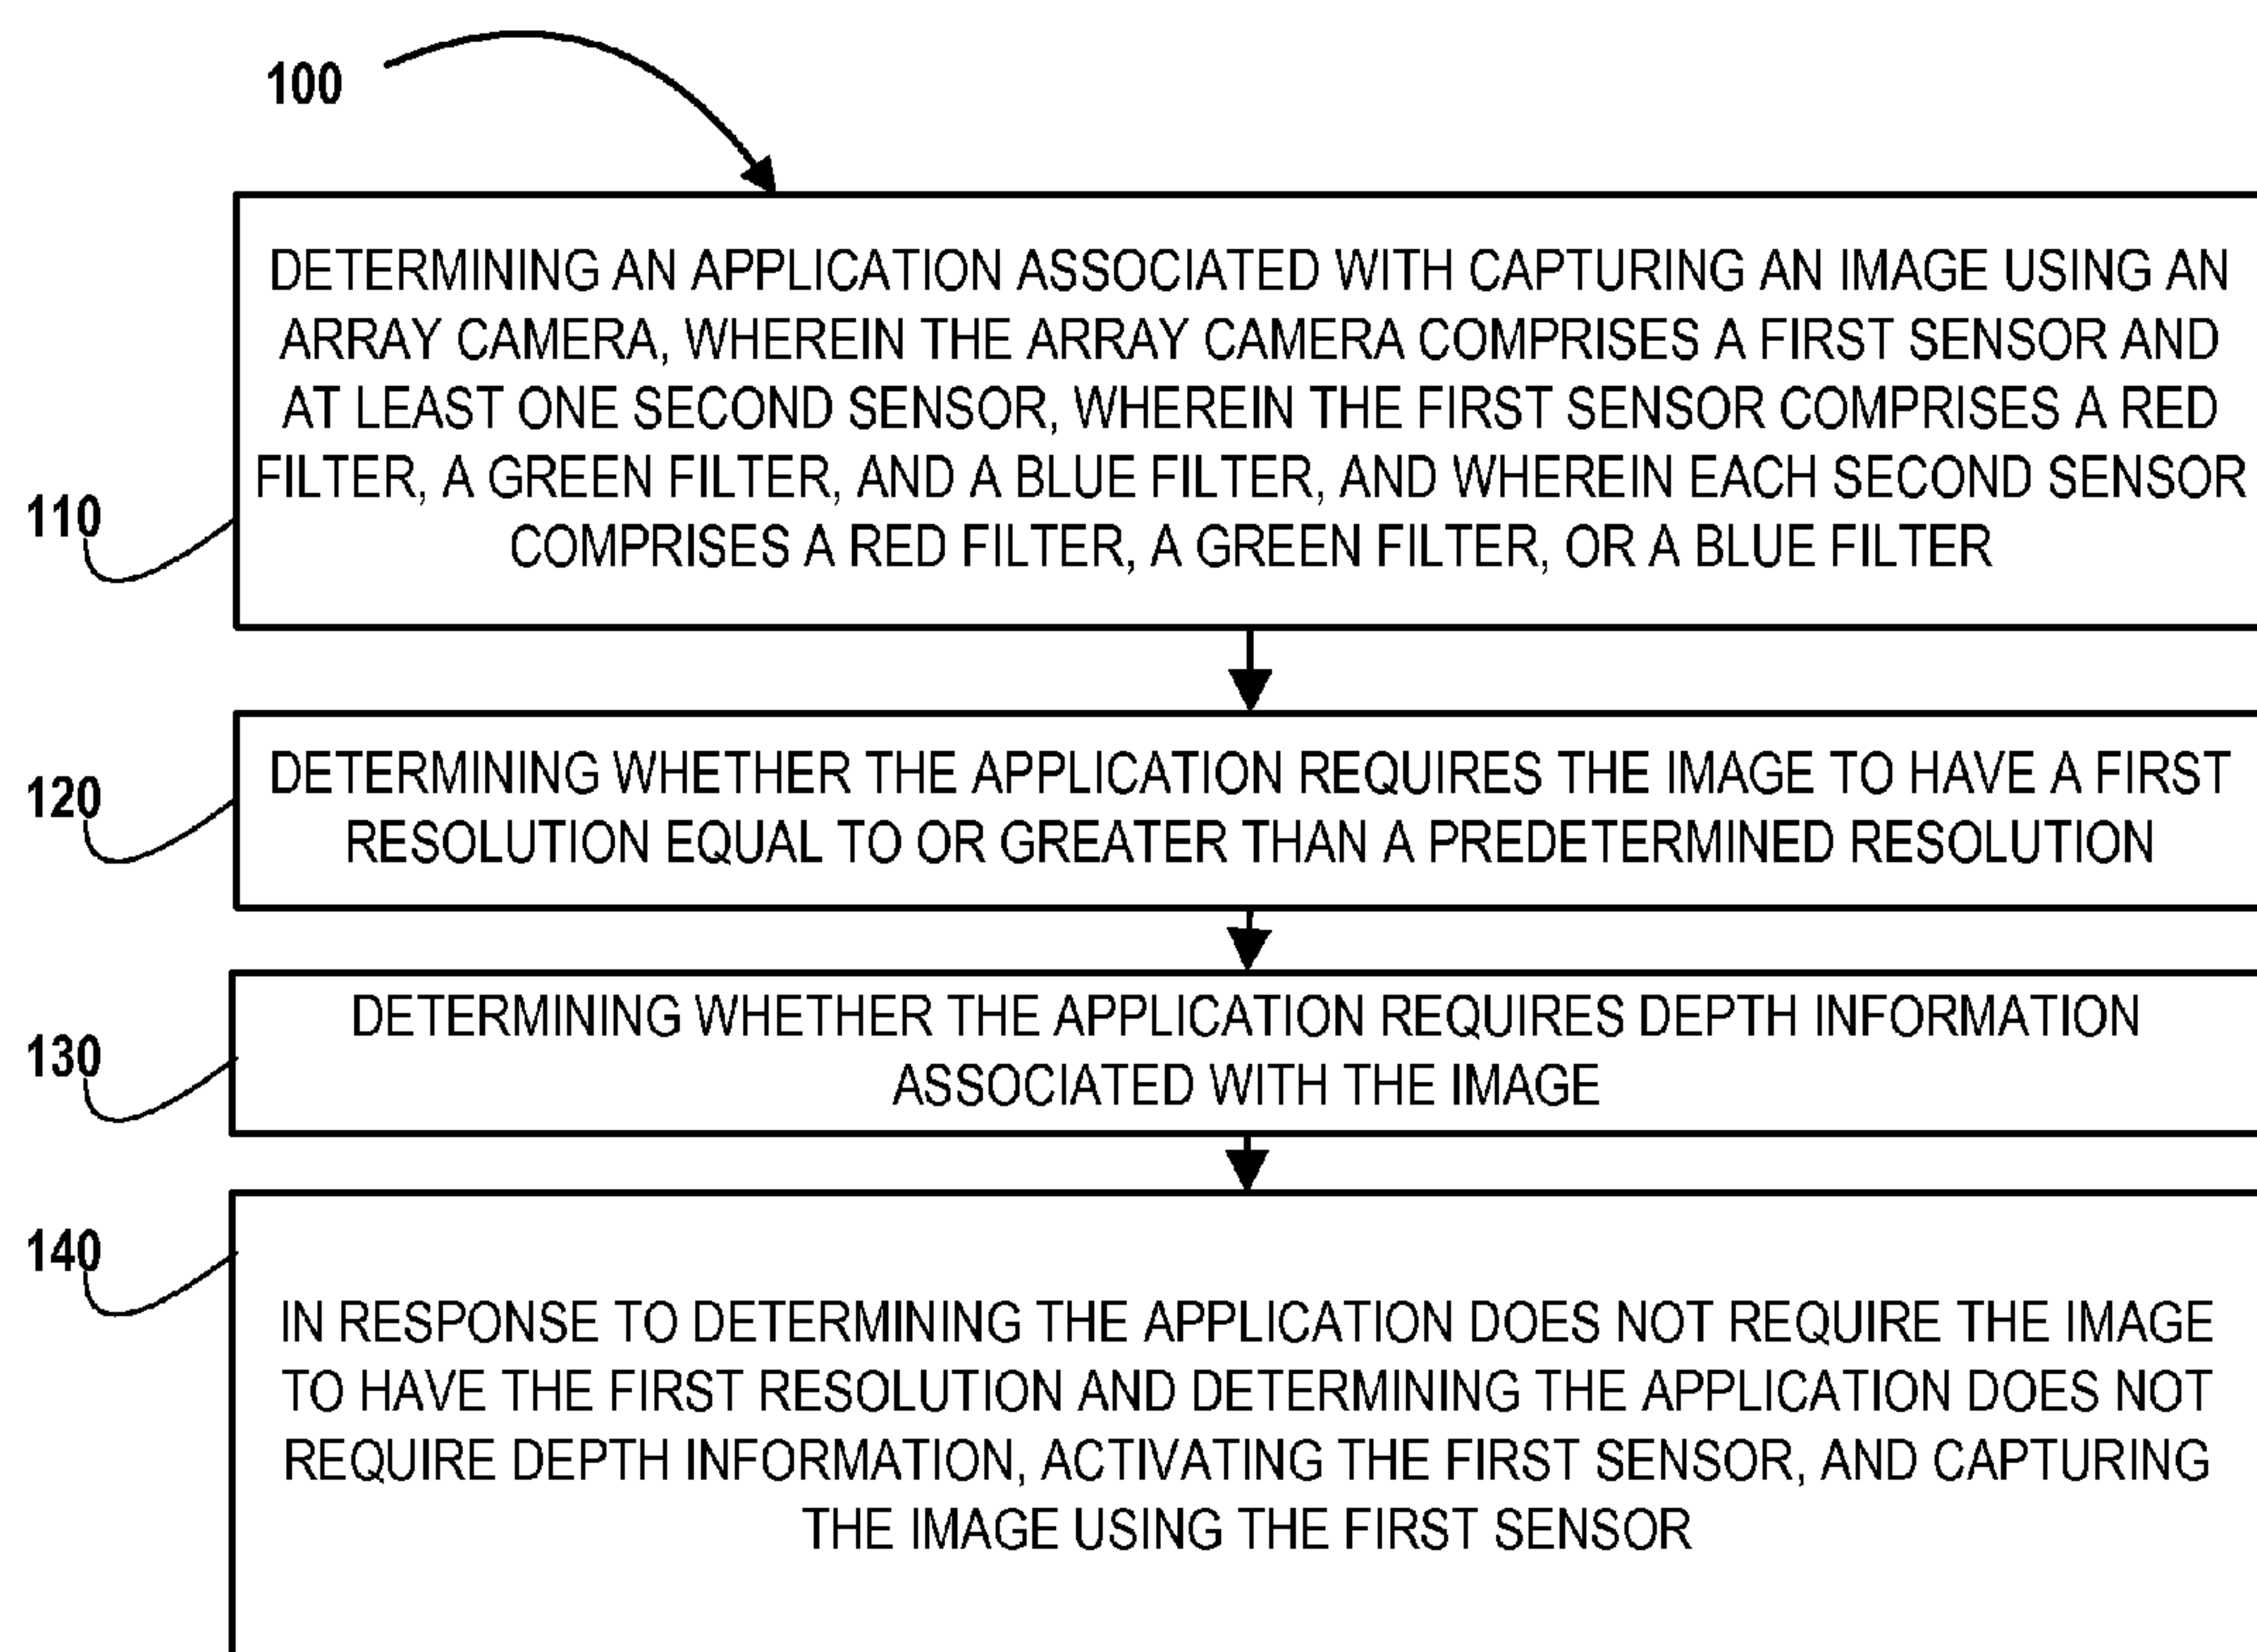 100
DETERMINING AN APPLICATION ASSOCIATED WITH CAPTURING AN IMAGE USING AN
ARRAY CAMERA, WHEREIN THE ARRAY CAMERA COMPRISES A FIRST SENSOR AND
AT LEAST ONE SECOND SENSOR, WHEREIN THE FIRST SENSOR COMPRISES A RED
FILTER, A GREEN FILTER, AND A BLUE FILTER, AND WHEREIN EACH SECOND SENSOR
COMPRISES A RED FILTER, A GREEN FILTER, OR A BLUE FILTER
110
DETERMINING WHETHER THE APPLICATION REQUIRES THE IMAGE TO HAVE A FIRST
RESOLUTION EQUAL TO OR GREATER THAN A PREDETERMINED RESOLUTION
120
DETERMINING WHETHER THE APPLICATION REQUIRES DEPTH INFORMATION
ASSOCIATED WITH THE IMAGE
130
140
IN RESPONSE TO DETERMINING THE APPLICATION DOES NOT REQUIRE THE IMAGE
TO HAVE THE FIRST RESOLUTION AND DETERMINING THE APPLICATION DOES NOT
REQUIRE DEPTH INFORMATION, ACTIVATING THE FIRST SENSOR, AND CAPTURING
THE IMAGE USING THE FIRST SENSOR